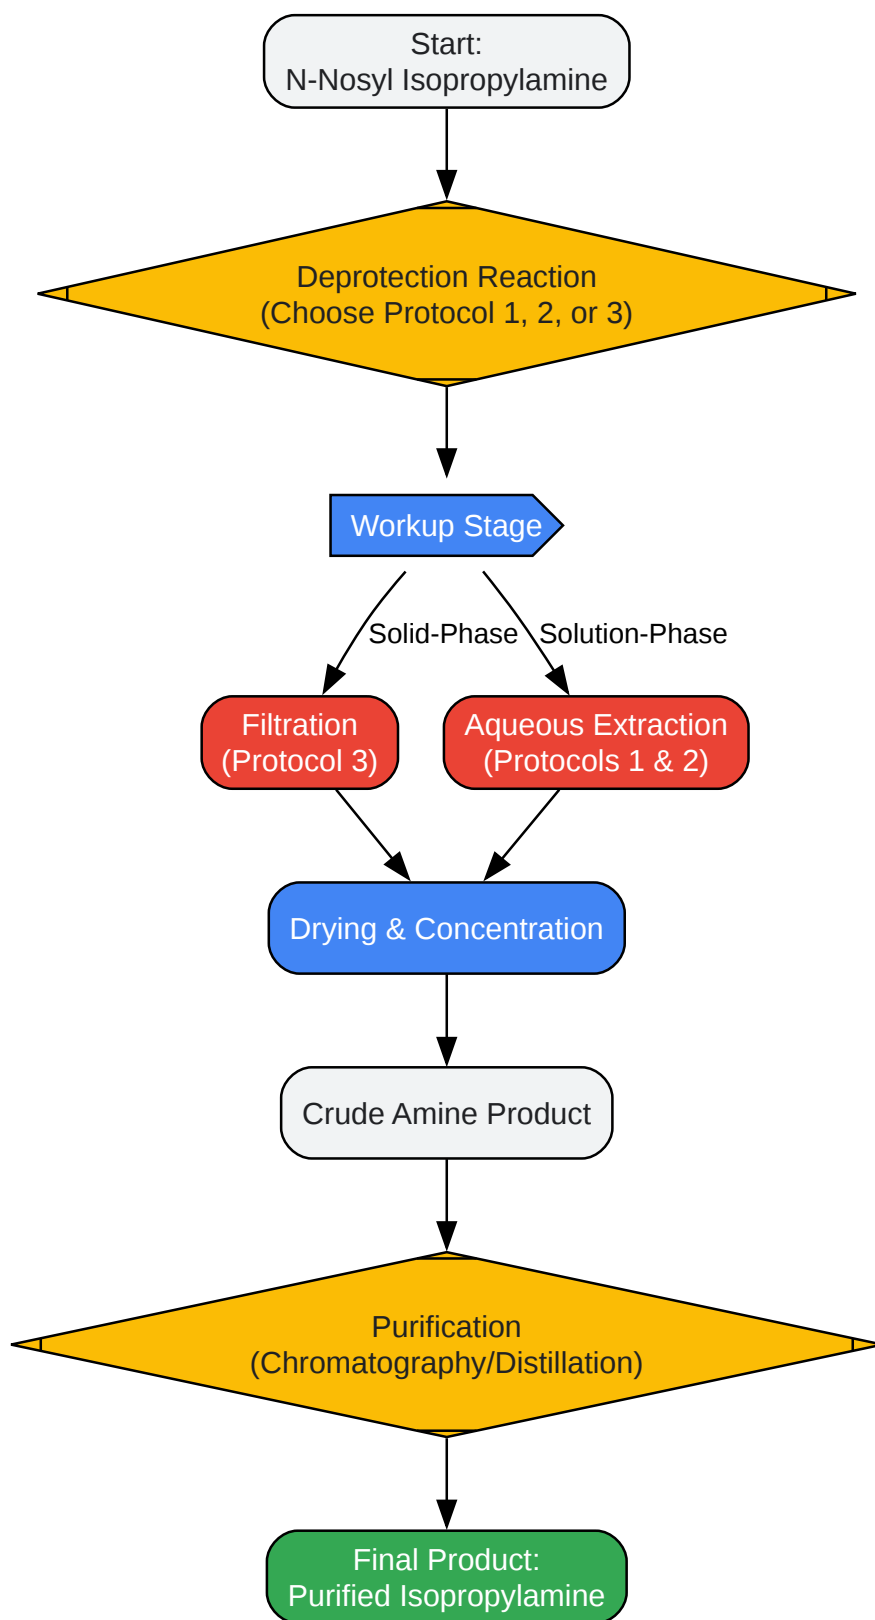 Start:
N-Nosyl Isopropylamine
Deprotection Reaction
(Choose Protocol 1, 2, or 3)
Workup Stage
Solid-Phase
Solution-Phase
Filtration
(Protocol 3)
Aqueous Extraction
(Protocols 1 & 2)
Drying & Concentration
Crude Amine Product
Purification
(Chromatography/Distillation)
Final Product:
Purified Isopropylamine